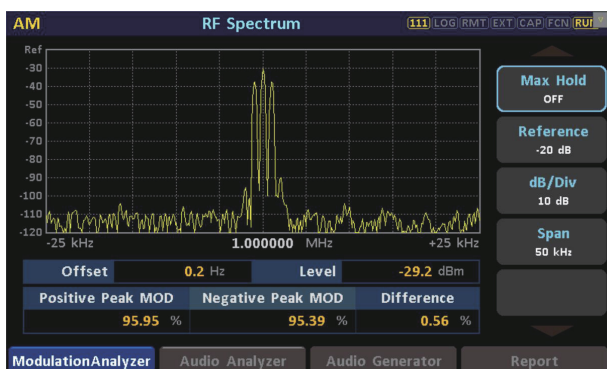 AM RF Spectrum 111 LOG RMT EXT CAP FCN
Ref
-30
-40
-50
-60
-70
-80
-90
-100
-110
-120
-25 kHz 1.0000000 MHz +25 kHz
Max Hold
OFF
Reference
-20 dB
dB/Div
10 dB
Span
50 kHz
Offset 0.2 Hz Level -29.2 dBm
Positive Peak MOD Negative Peak MOD Difference
95.95 % 95.39 % 0.56 %
ModulationAnalyzer Audio Analyzer Audio Generator Report